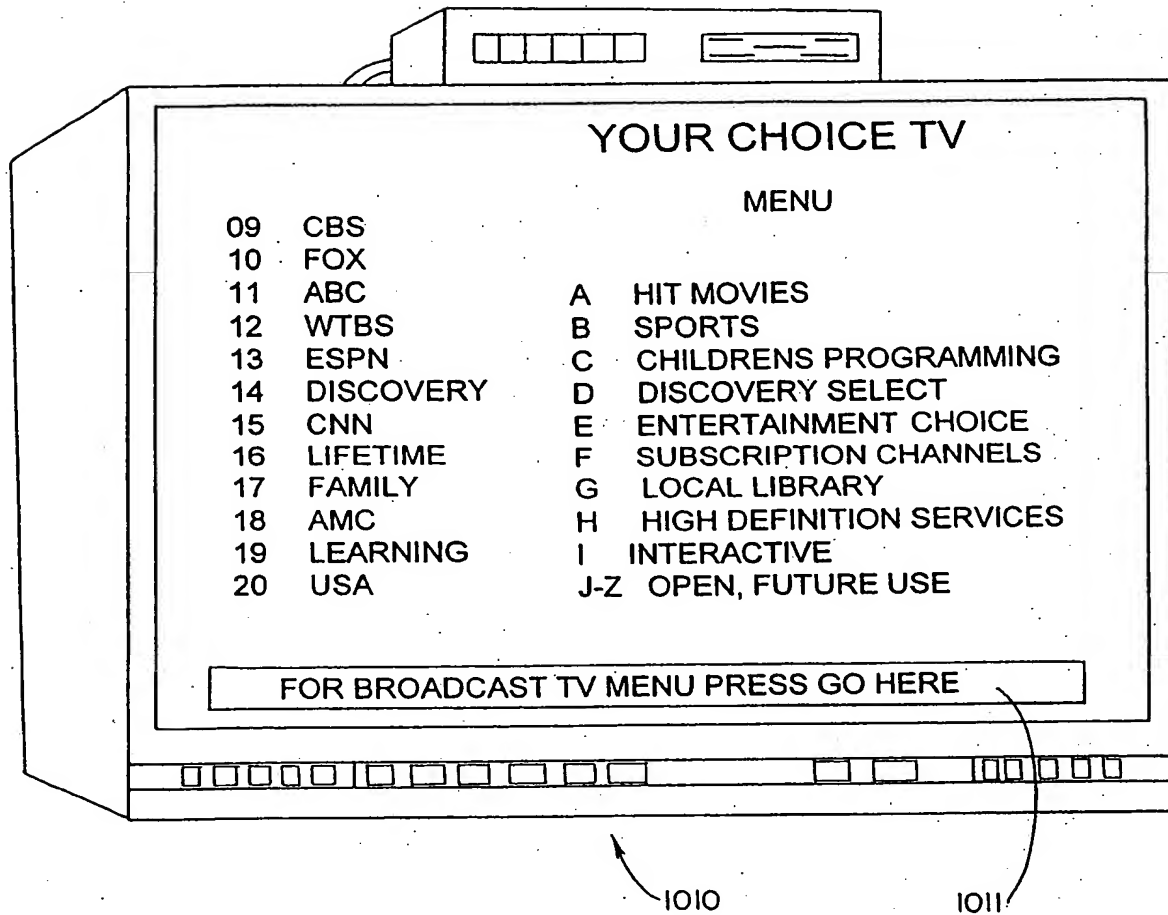 YOUR CHOICE TV
MENU
09 CBS
10 FOX
11 ABC
12 WTBS
13 ESPN
14 DISCOVERY
15 CNN
16 LIFETIME
17 FAMILY
18 AMC
19 LEARNING
20 USA
A HIT MOVIES
B SPORTS
C CHILDRENS PROGRAMMING
D DISCOVERY SELECT
E ENTERTAINMENT CHOICE
F SUBSCRIPTION CHANNELS
G LOCAL LIBRARY
H HIGH DEFINITION SERVICES
I INTERACTIVE
J-Z OPEN, FUTURE USE
FOR BROADCAST TV MENU PRESS GO HERE
1010
1011